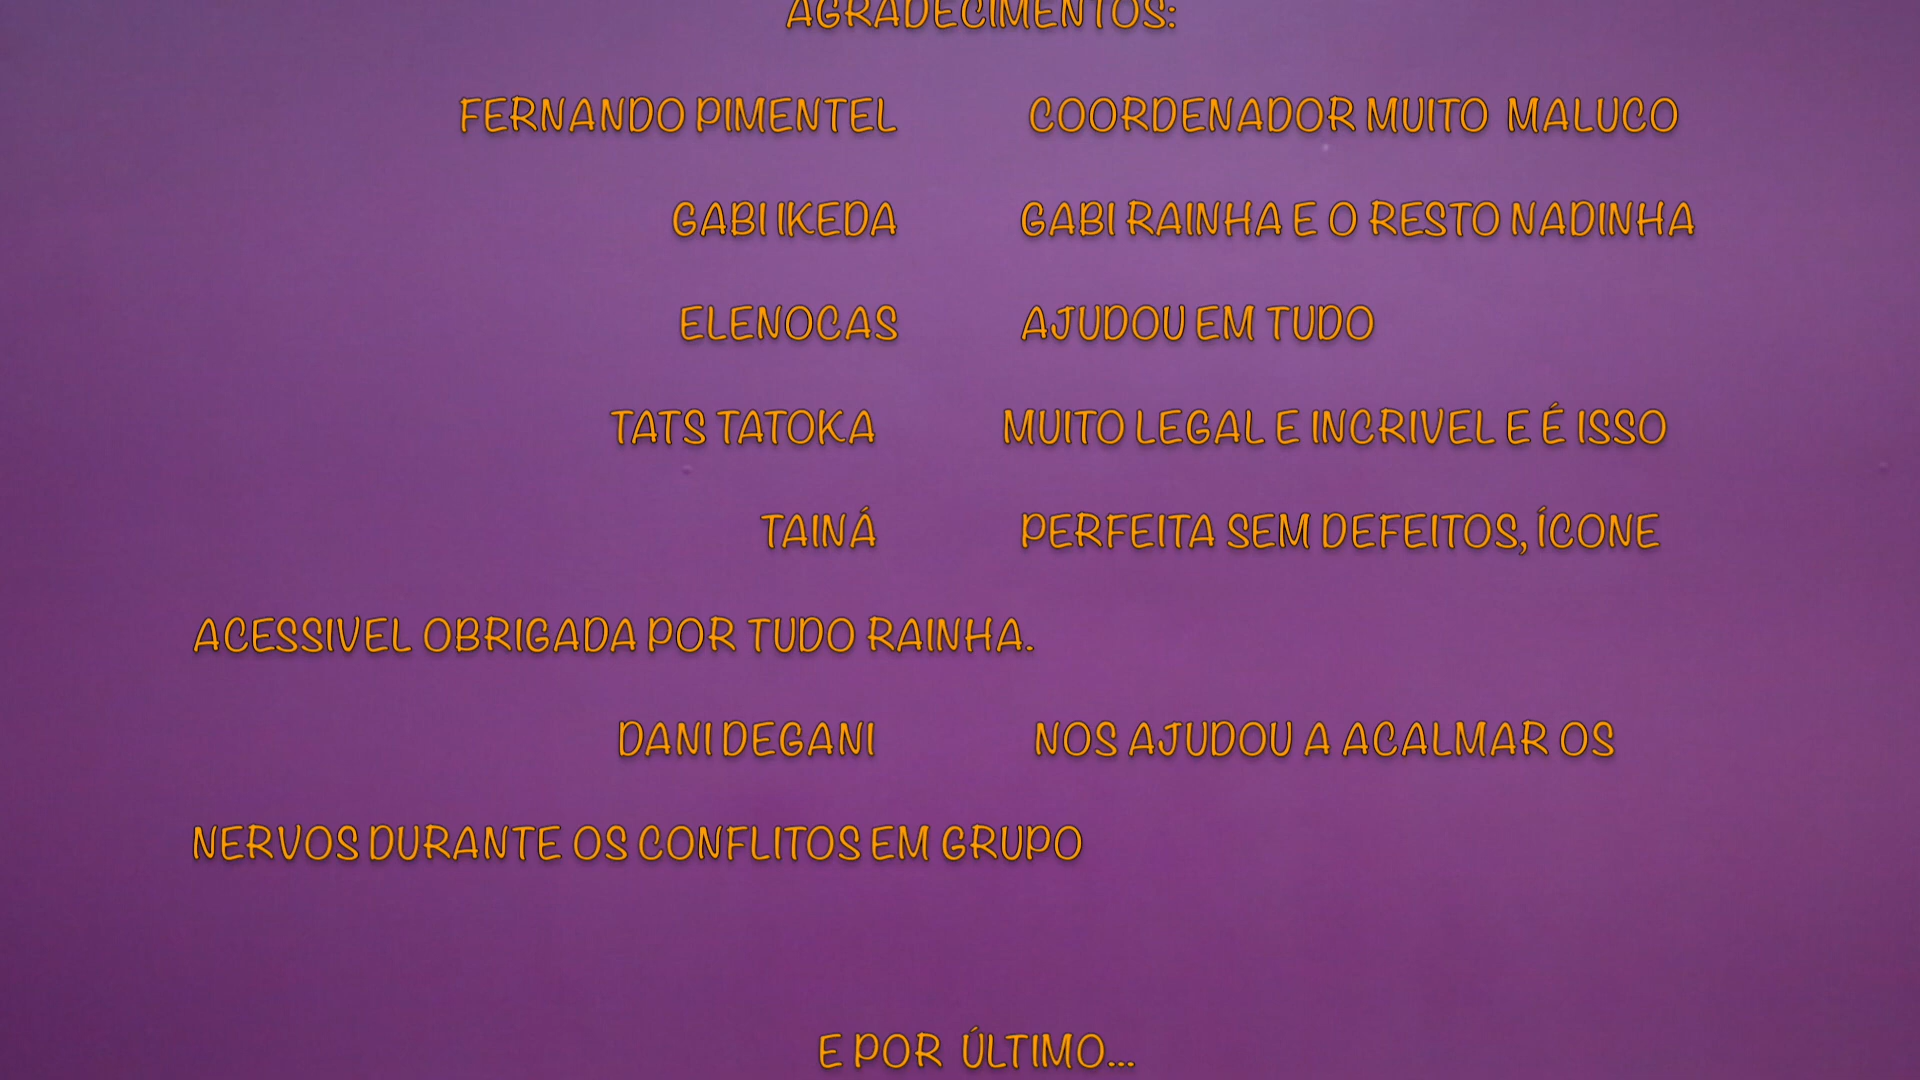 AGRADECIMENTOS:
FERNANDO PIMENTEL COORDENADOR MUITO MALUCO
GABI IKEDA GABI RAINHA E O RESTO NADINHA
ELENOCAS AJUDOU EM TUDO
TATS TATOKA MUITO LEGAL E INCRIVEL E É ISSO
TAINÁ PERFEITA SEM DEFEITOS, ÍCONE
ACESSIVEL OBRIGADA POR TUDO RAINHA.
DANI DEGANI NOS AJUDOU A ACALMAR OS
NERVOS DURANTE OS CONFLITOS EM GRUPO
E POR ÚLTIMO...